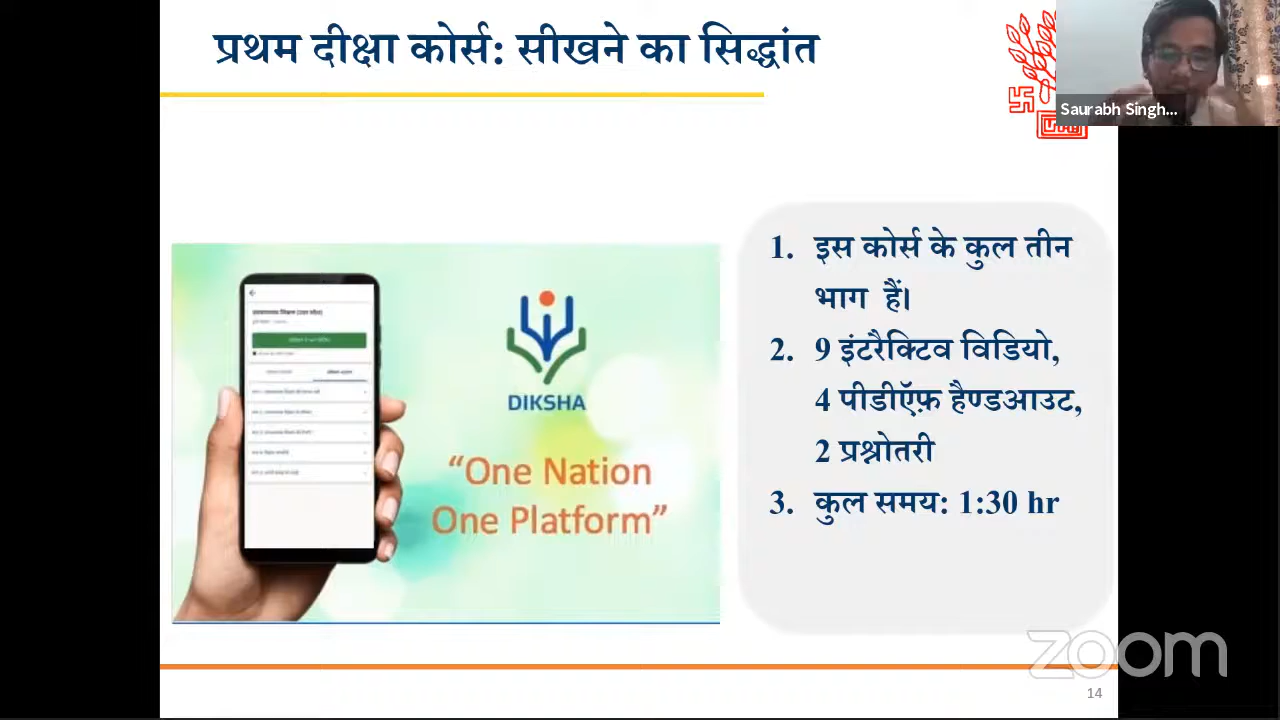 प्रथम दीक्षा कोर्स: सीखने का सिद्धांत
Saurabh Singh...
1. इस कोर्स के कुल तीन
भाग हैं।
2. 9 इंटरैक्टिव विडियो,
4 पीडीऍफ़ हैण्डआउट,
2 प्रश्नोतरी
3. कुल समय: 1:30 hr
DIKSHA
“One Nation
One Platform”
zoom
14